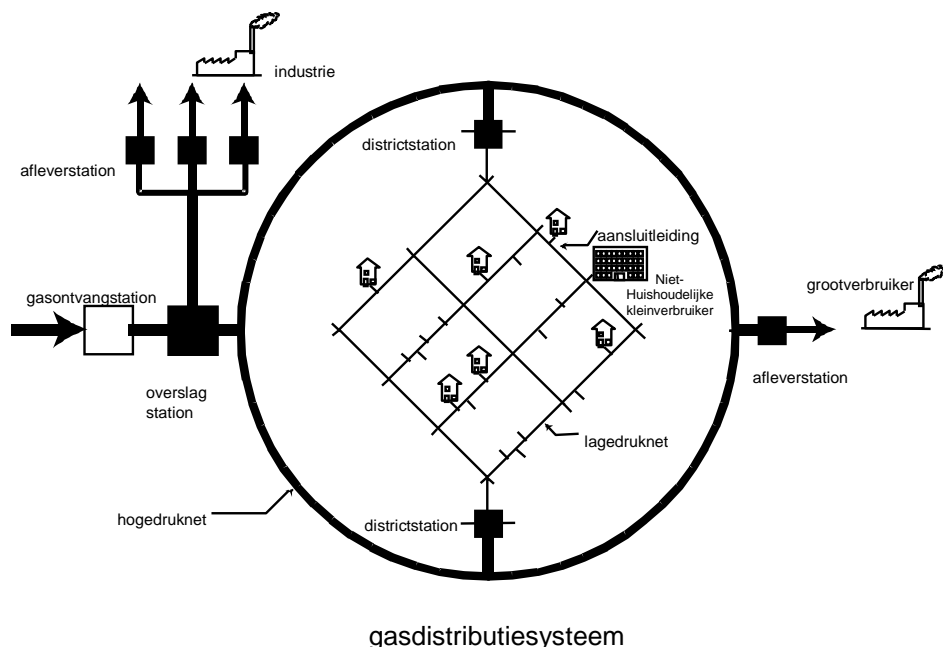 industrie
districtstation
afleverstation
aansluitleiding
gasontvangstation
Niet-
Huishoudelijke
kleinverbruiker
grootverbruiker
overslag
station
afleverstation
lagedruknet
hogedruknet
districtstation
gasdistributiesysteem